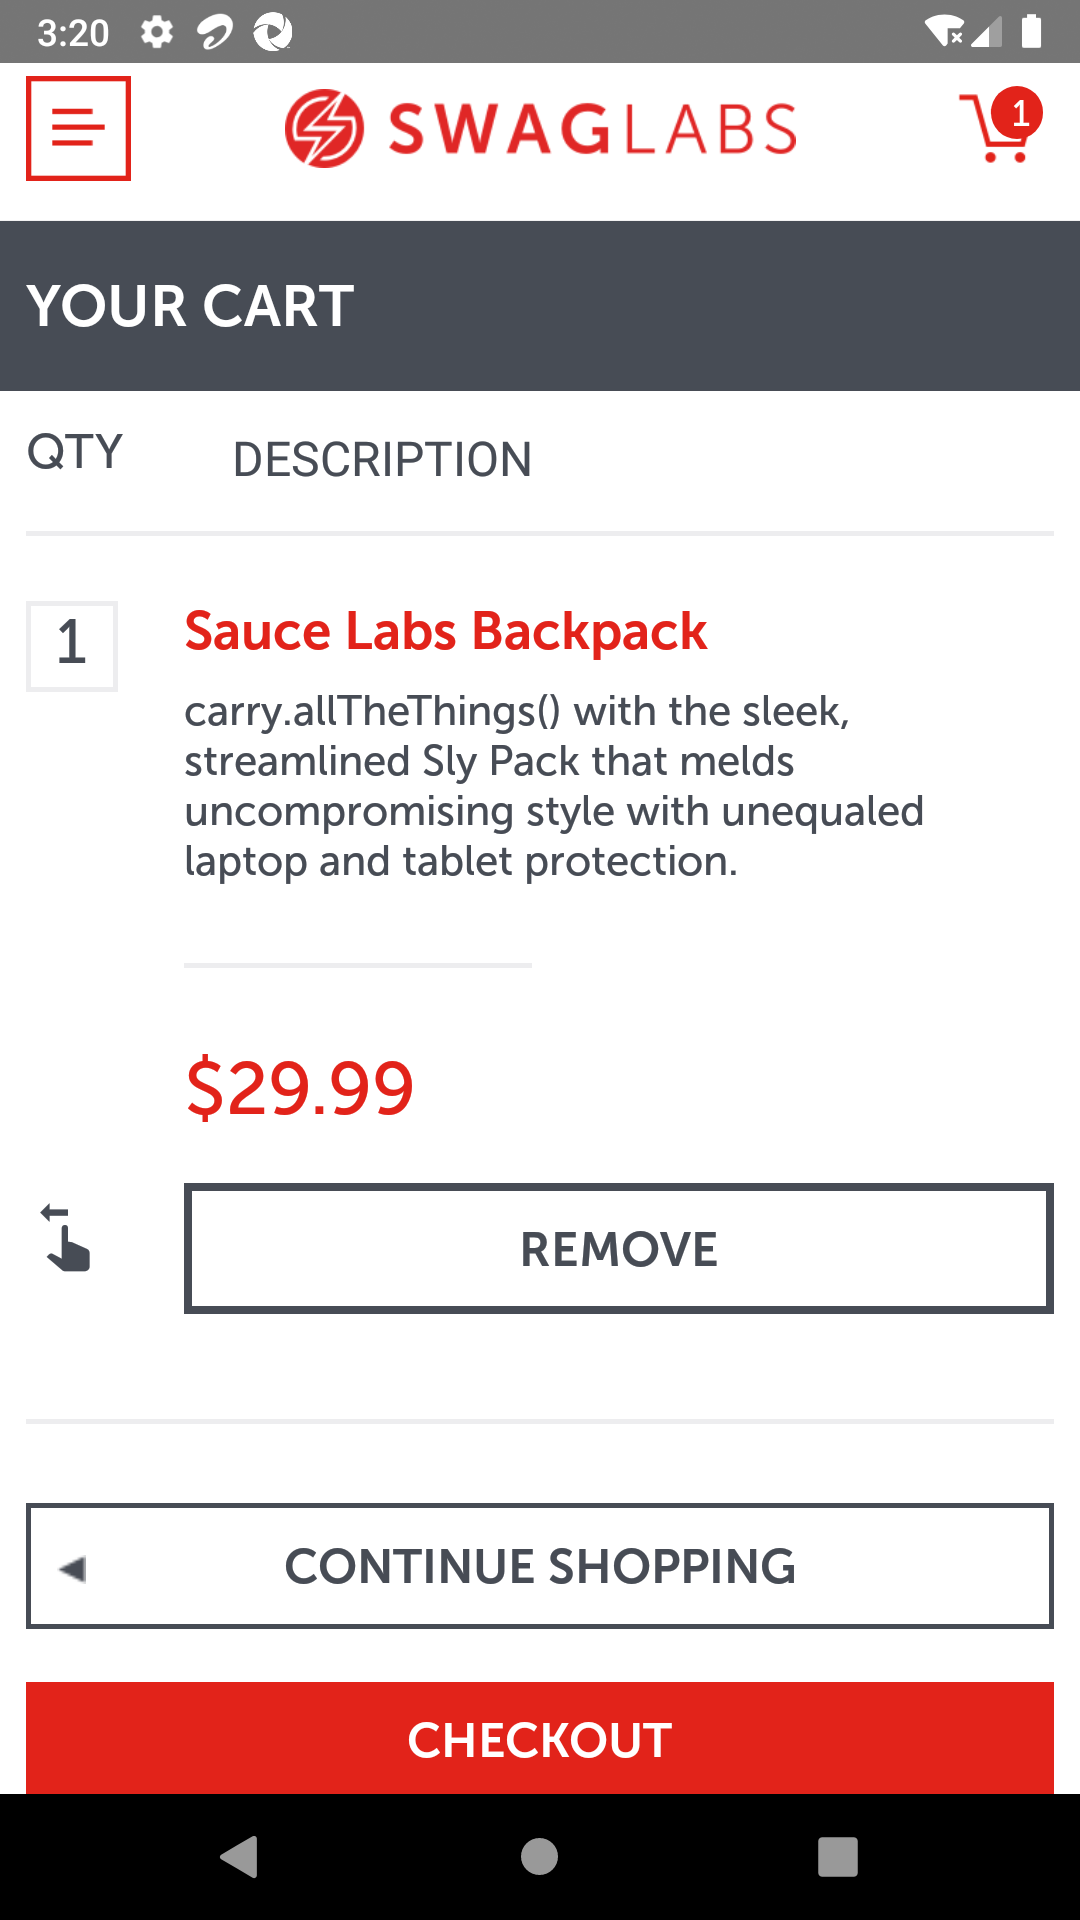 3:20
SWAGLABS
1
YOUR CART
QTY DESCRIPTION
1
Sauce Labs Backpack
carry.allTheThings() with the sleek,
streamlined Sly Pack that melds
uncompromising style with unequaled
laptop and tablet protection.
$29.99
REMOVE
CONTINUE SHOPPING
CHECKOUT